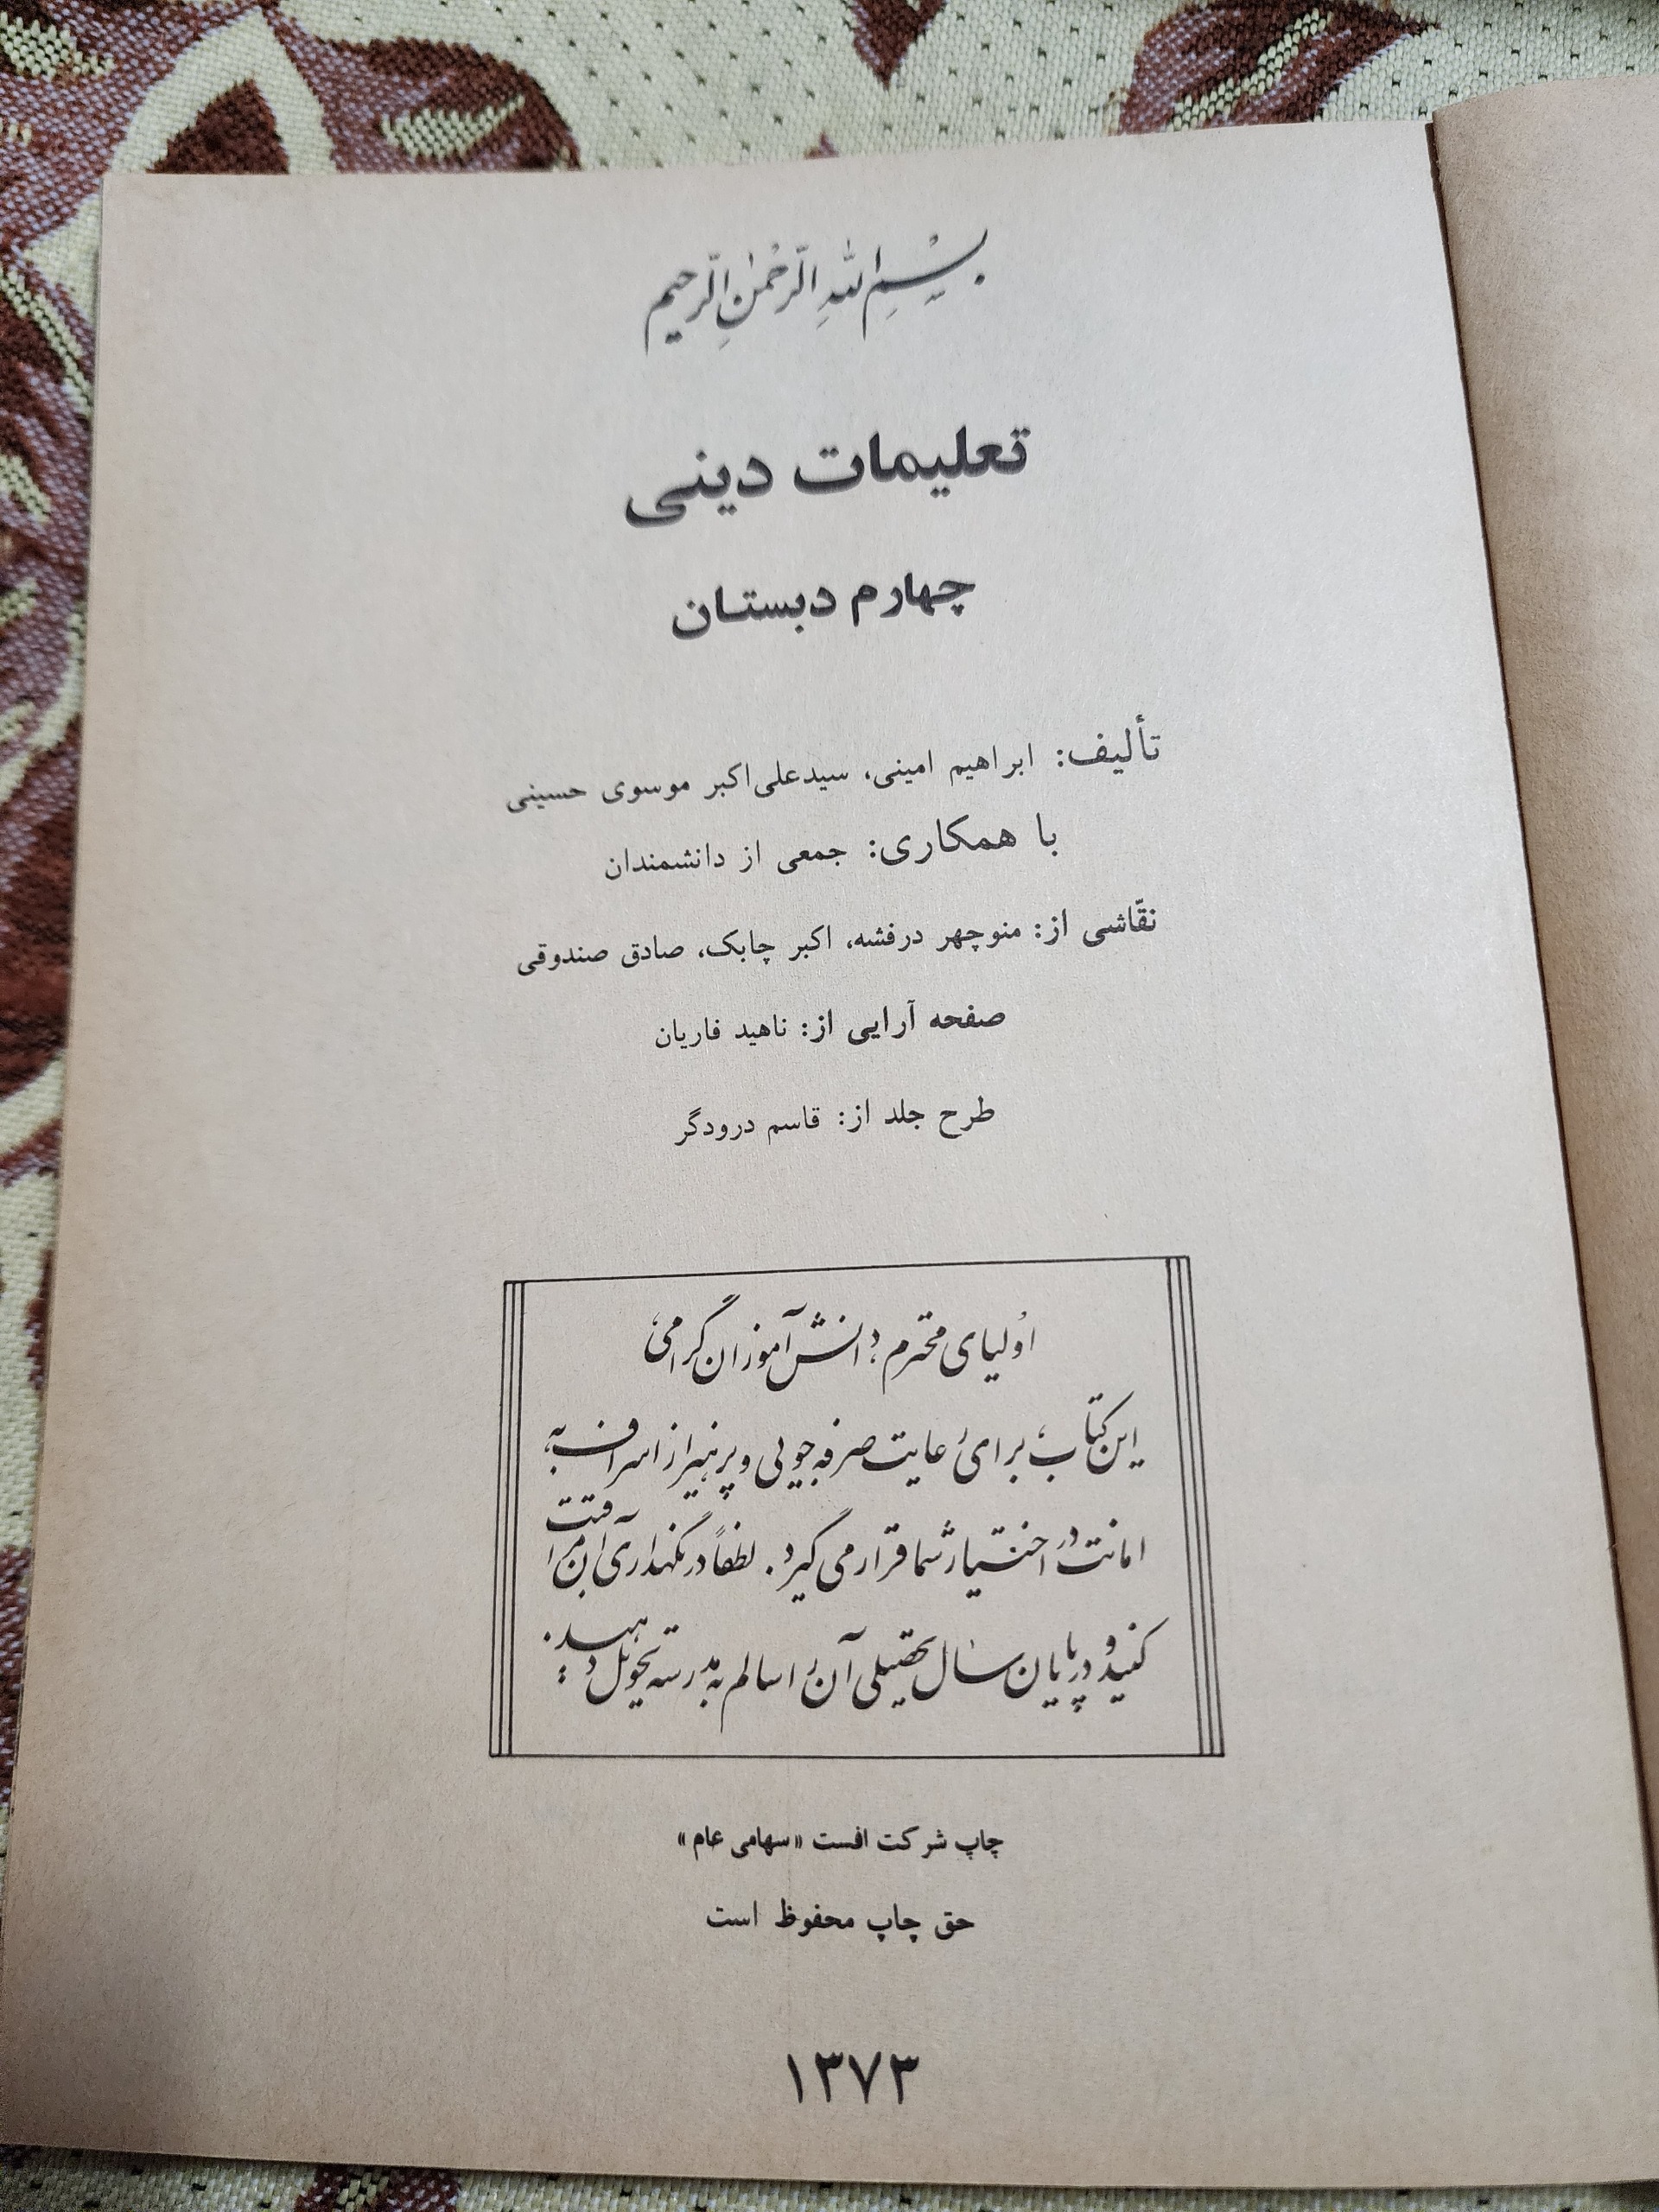 بِسْمِ اللهِ الرَّحْمٰنِ الرَّحیم
تعلیمات دینی
چهارم دبستان
تألیف: ابراهیم امینی، سیدعلی‌اکبر موسوی حسینی
با همکاری: جمعی از دانشمندان
نقّاشی از: منوچهر درفشه، اکبر چابک، صادق صندوقی
صفحه آرایی از: ناهید فاریان
طرح جلد از: قاسم درودگر
اولیای محترم؛ دانش‌آموزان گرامی؛
این کتاب برای رعایت صرفه‌جویی و پرهیز از اسراف به
امانت در اختیار شما قرار می‌گیرد. لطفاً در نگهداری آن مراقبت
کنید و در پایان سال تحصیلی آن را سالم به مدرسه تحویل دهید.
چاپ شرکت افست «سهامی عام»
حق چاپ محفوظ است
۱۳۷۳